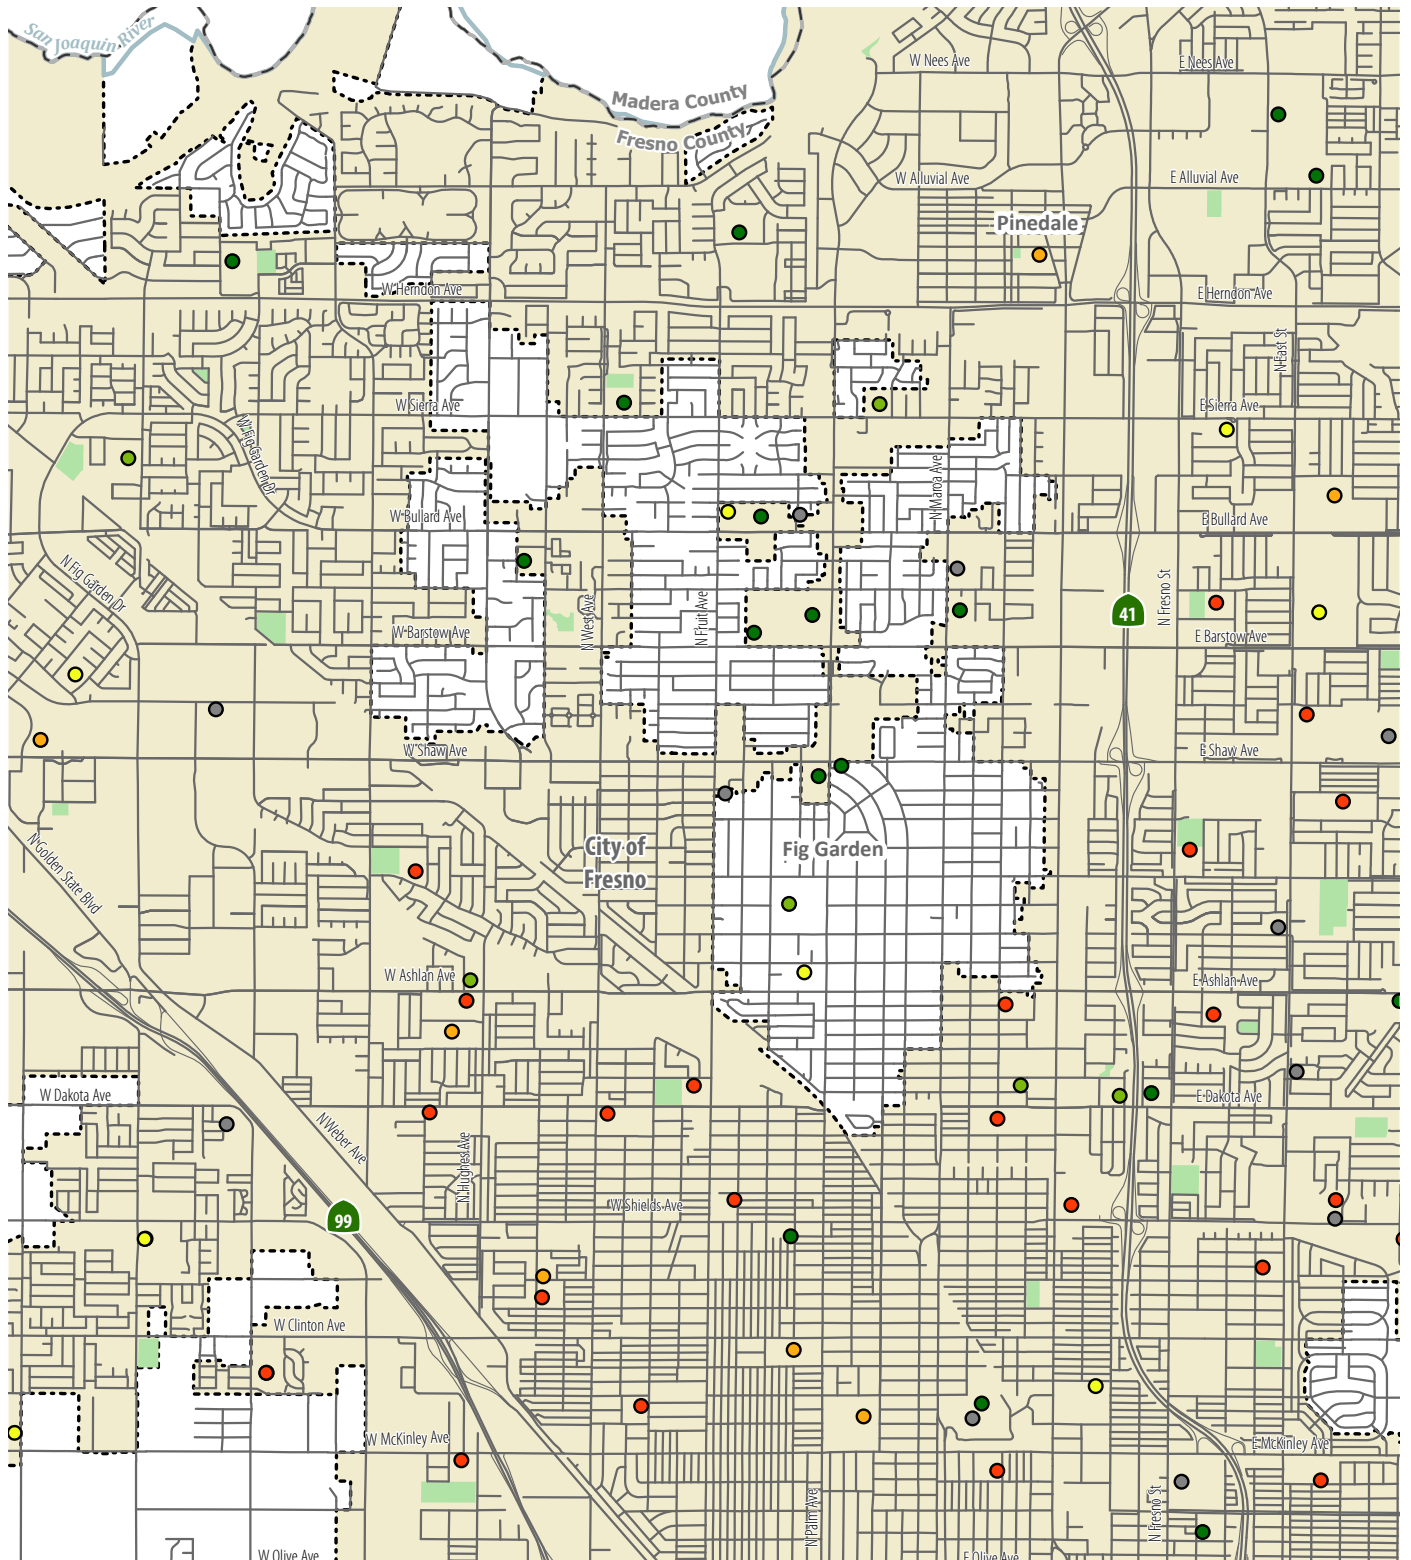 San Joaquin River
W Nees Ave
E Nees Ave
Madera County
Fresno County
W Alluvial Ave
E Alluvial Ave
Pinedale
W Herndon Ave
E Herndon Ave
N East St
W Sierra Ave
E Sierra Ave
W Fig Garden Dr
N Maroa Ave
W Bullard Ave
E Bullard Ave
N Fig Garden Dr
N West Ave
N Fruit Ave
41
N Fresno St
W Barstow Ave
E Barstow Ave
W Shaw Ave
E Shaw Ave
City of
Fresno
Fig Garden
N Golden State Blvd
W Ashlan Ave
E Ashlan Ave
W Dakota Ave
E Dakota Ave
N Weber Ave
N Hughes Ave
W Shields Ave
99
W Clinton Ave
W McKinley Ave
E McKinley Ave
N Palm Ave
N Fresno St
W Olive Ave
E Olive Ave